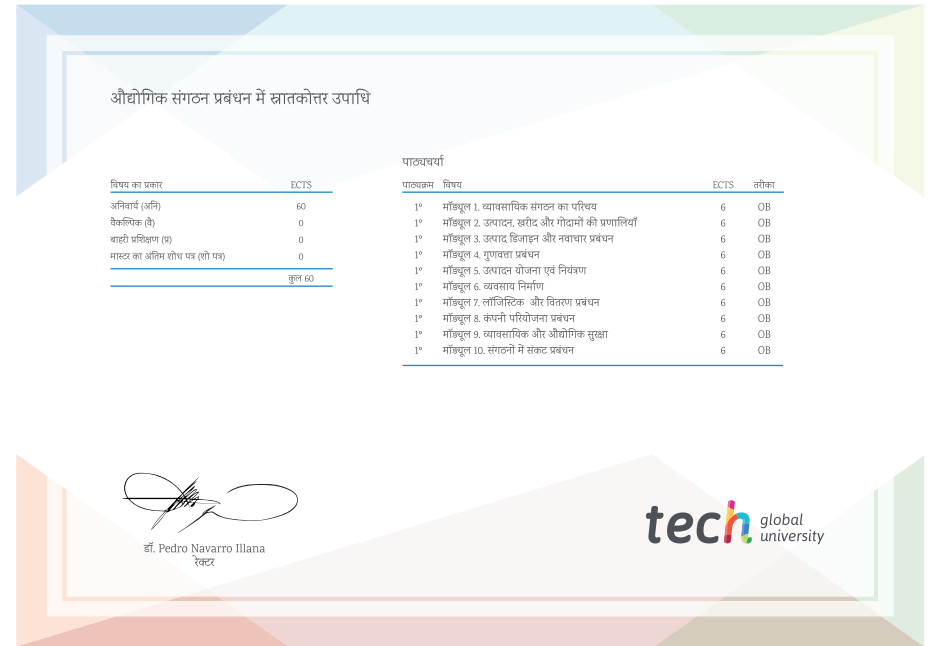 औद्योगिक संगठन प्रबंधन में स्नातकोत्तर उपाधि
विषय का प्रकार ECTS
अनिवार्य (अनि) 60
वैकल्पिक (वै) 0
बाहरी प्रशिक्षण (प्र) 0
मास्टर का अंतिम शोध पत्र (शो पत्र) 0
कुल 60
पाठ्यचर्या
पाठ्यक्रम विषय ECTS तरीका
1º मॉड्यूल 1. व्यावसायिक संगठन का परिचय 6 OB
1º मॉड्यूल 2. उत्पादन, खरीद और गोदामों की प्रणालियाँ 6 OB
1º मॉड्यूल 3. उत्पाद डिजाइन और नवाचार प्रबंधन 6 OB
1º मॉड्यूल 4. गुणवत्ता प्रबंधन 6 OB
1º मॉड्यूल 5. उत्पादन योजना एवं नियंत्रण 6 OB
1º मॉड्यूल 6. व्यवसाय निर्माण 6 OB
1º मॉड्यूल 7. लॉजिस्टिक और वितरण प्रबंधन 6 OB
1º मॉड्यूल 8. कंपनी परियोजना प्रबंधन 6 OB
1º मॉड्यूल 9. व्यावसायिक और औद्योगिक सुरक्षा 6 OB
1º मॉड्यूल 10. संगठनों में संकट प्रबंधन 6 OB
डॉ. Pedro Navarro Illana
रेक्टर
tech global
university